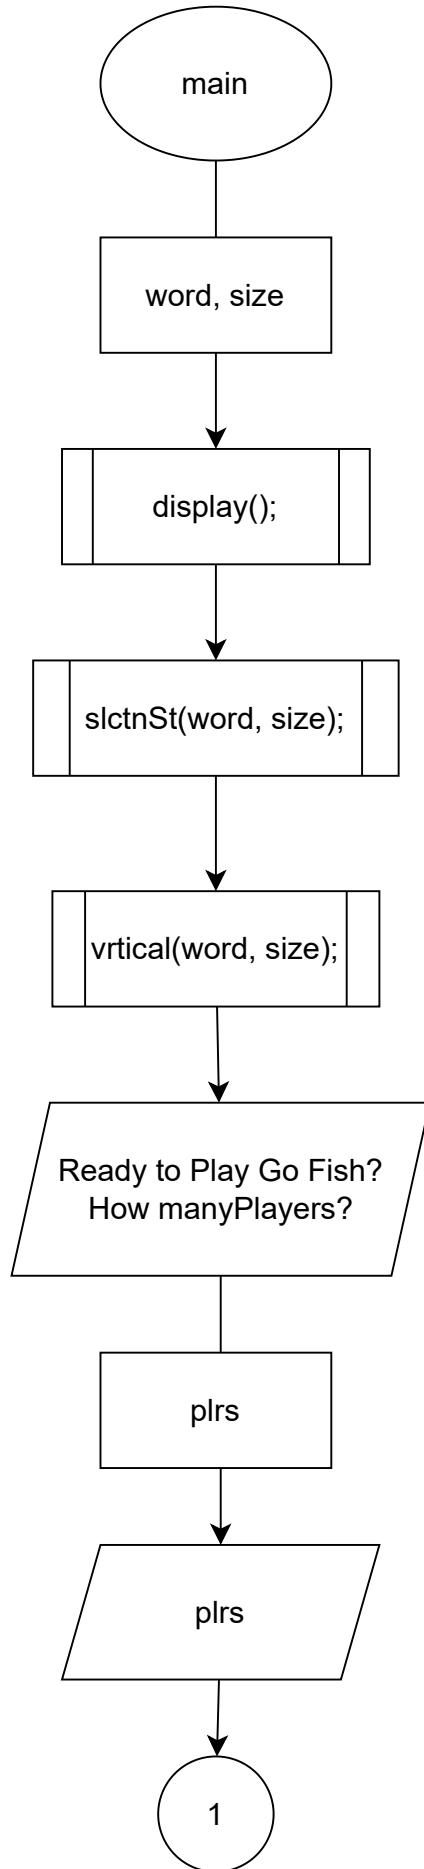 main
word, size
display();
slctnSt(word, size);
vrtical(word, size);
Ready to Play Go Fish?
How manyPlayers?
plrs
plrs
1